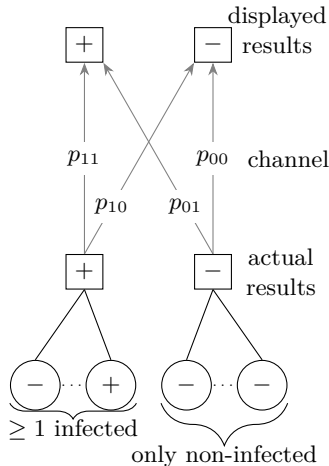 displayed
+ − results
p11 p00 channel
p10 p01
+ − actual
results
− ... + − ... −
≥ 1 infected
only non-infected